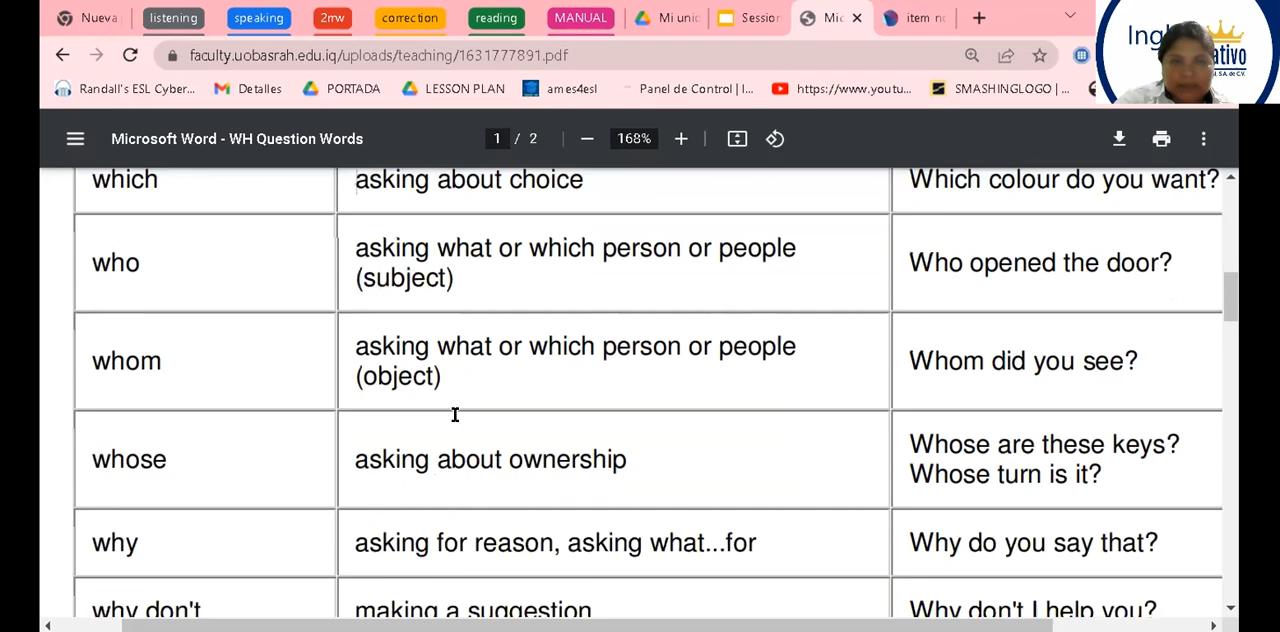 Nueva
listening
speaking
2mw
correction
reading
MANUAL
Mi uni
Session
Mic
item no
faculty.uobasrah.edu.iq/uploads/teaching/1631777891.pdf
Randall's ESL Cyber...
Detalles
PORTADA
LESSON PLAN
ames4esl
Panel de Control | I...
https://www.youtu...
SMASHINGLOGO | ...
Microsoft Word - WH Question Words
1 / 2
168%
which asking about choice Which colour do you want?
who asking what or which person or people
(subject) Who opened the door?
whom asking what or which person or people
(object) Whom did you see?
whose asking about ownership Whose are these keys?
Whose turn is it?
why asking for reason, asking what...for Why do you say that?
why don't making a suggestion Why don't I help you?